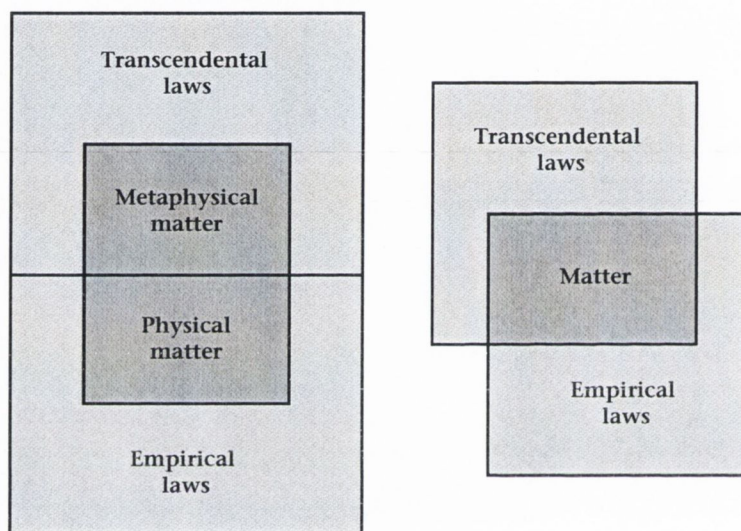 Transcendental
laws
Metaphysical
matter
Physical
matter
Empirical
laws
Transcendental
laws
Matter
Empirical
laws